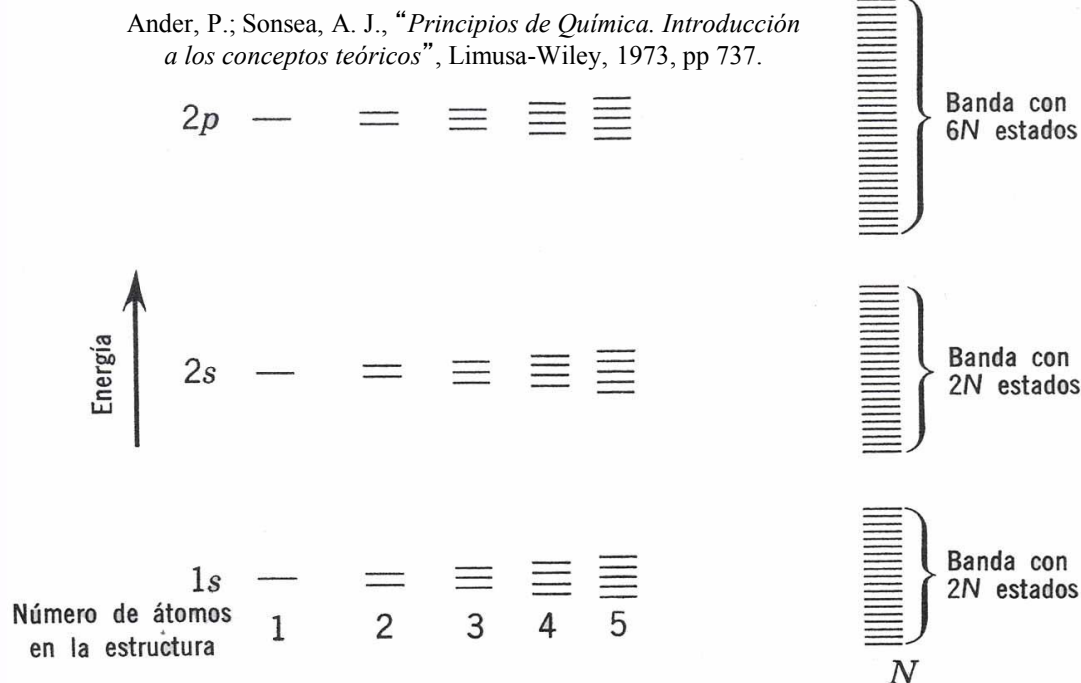 Ander, P.; Sonsea, A. J., “Principios de Química. Introducción
a los conceptos teóricos”, Limusa-Wiley, 1973, pp 737.
2p
Banda con
6N estados
Energía
2s
Banda con
2N estados
1s
Banda con
2N estados
Número de átomos
en la estructura
1 2 3 4 5
N